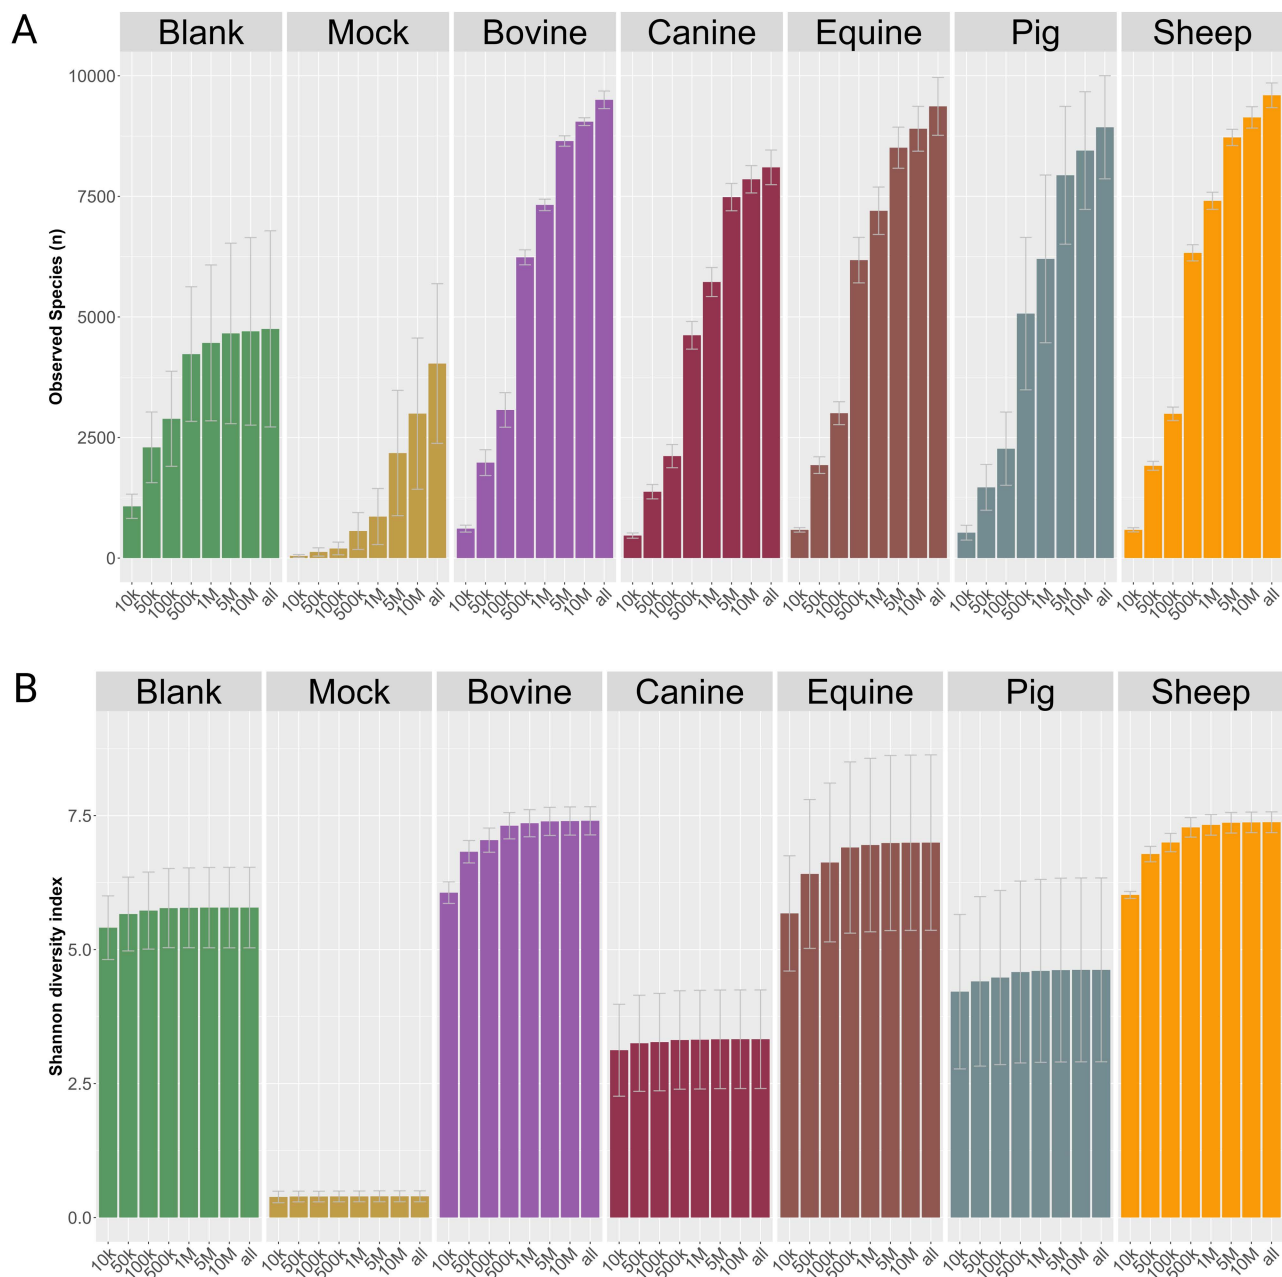 A
Blank Mock Bovine Canine Equine Pig Sheep
Observed Species (n)
10000
7500
5000
2500
0
10k 50k 100k 500k 1M 5M 10M all 10k 50k 100k 500k 1M 5M 10M all 10k 50k 100k 500k 1M 5M 10M all 10k 50k 100k 500k 1M 5M 10M all 10k 50k 100k 500k 1M 5M 10M all 10k 50k 100k 500k 1M 5M 10M all 10k 50k 100k 500k 1M 5M 10M all
B
Blank Mock Bovine Canine Equine Pig Sheep
Shannon diversity index
7.5
5.0
2.5
0.0
10k 50k 100k 500k 1M 5M 10M all 10k 50k 100k 500k 1M 5M 10M all 10k 50k 100k 500k 1M 5M 10M all 10k 50k 100k 500k 1M 5M 10M all 10k 50k 100k 500k 1M 5M 10M all 10k 50k 100k 500k 1M 5M 10M all 10k 50k 100k 500k 1M 5M 10M all